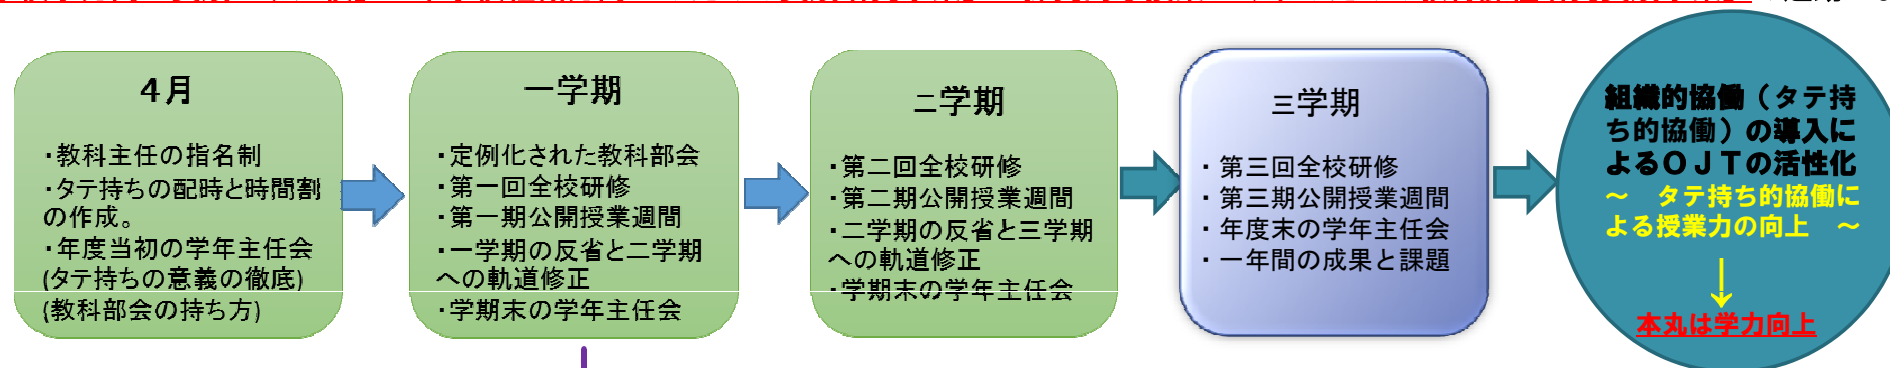 4月
・教科主任の指名制
・タテ持ちの配時と時間割
の作成。
・年度当初の学年主任会
(タテ持ちの意義の徹底)
(教科部会の持ち方)
一学期
・定例化された教科部会
・第一回全校研修
・第一期公開授業週間
・一学期の反省と二学期
への軌道修正
・学期末の学年主任会
二学期
・第二回全校研修
・第二期公開授業週間
・二学期の反省と三学期
への軌道修正
・学期末の学年主任会
三学期
・第三回全校研修
・第三期公開授業週間
・年度末の学年主任会
・一年間の成果と課題
組織的協働（タテ持
ち的協働）の導入に
よるＯＪＴの活性化
～　タテ持ち的協働に
よる授業力の向上　～
本丸は学力向上